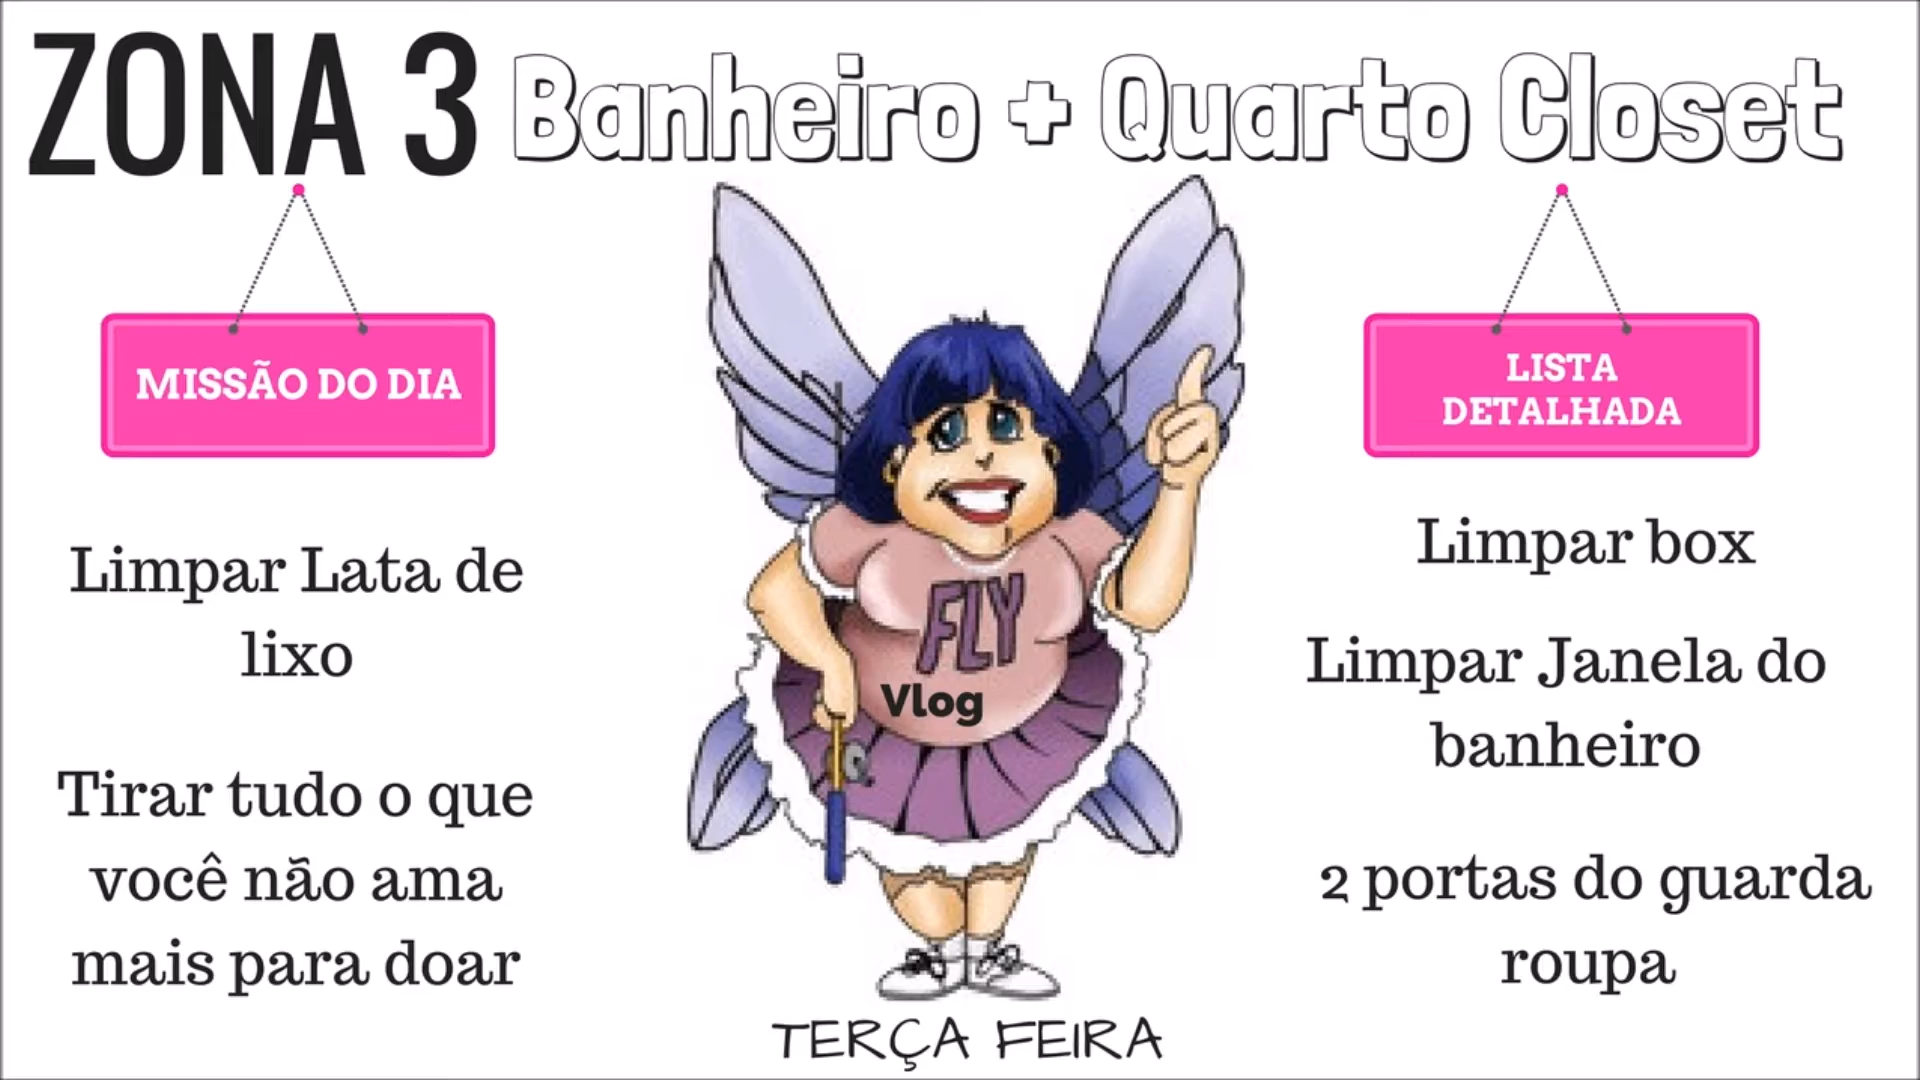 ZONA 3 Banheiro + Quarto Closet
MISSÃO DO DIA
Limpar Lata de
lixo
Tirar tudo o que
você não ama
mais para doar
FLY
Vlog
TERÇA FEIRA
LISTA
DETALHADA
Limpar box
Limpar Janela do
banheiro
2 portas do guarda
roupa